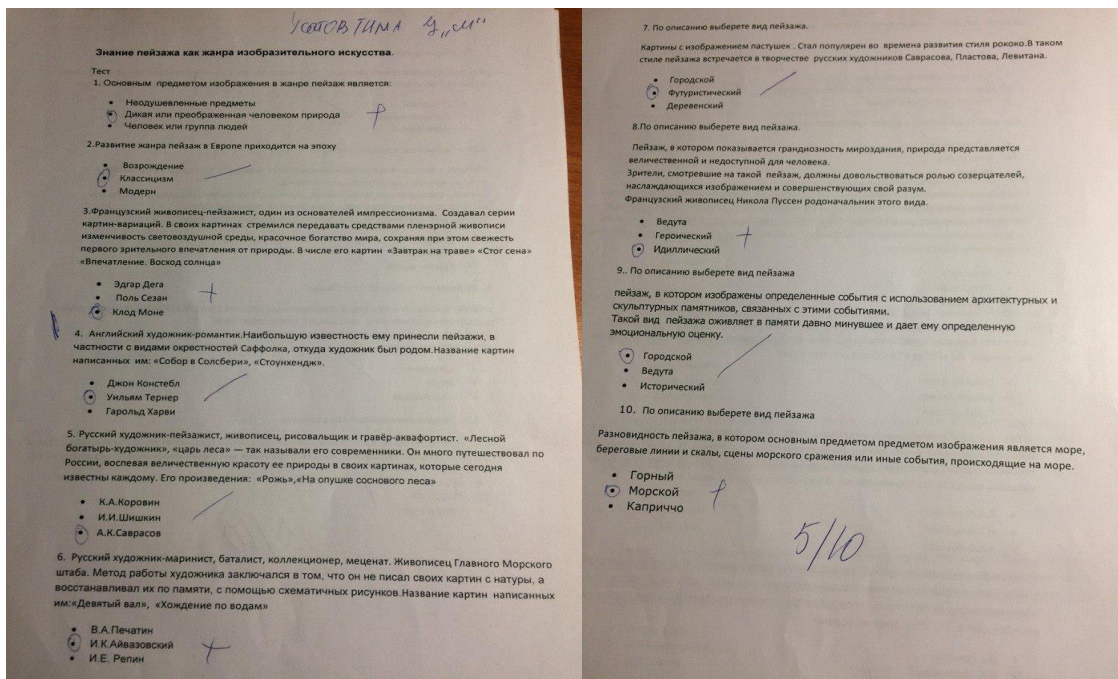 Устов Тима 4 "м"
Знание пейзажа как жанра изобразительного искусства.
Тест
1. Основным предметом изображения в жанре пейзаж является:
• Неодушевленные предметы
• Дикая или преображенная человеком природа +
• Человек или группа людей
2.Развитие жанра пейзаж в Европе приходится на эпоху
• Возрождение
• Классицизм
• Модерн
3.Французский живописец-пейзажист, один из основателей импрессионизма. Создавал серии
картин-вариаций. В своих картинах стремился передавать средствами пленэрной живописи
изменчивость световоздушной среды, красочное богатство мира, сохраняя при этом свежесть
первого зрительного впечатления от природы. В числе его картин «Завтрак на траве» «Стог сена»
«Впечатление. Восход солнца»
• Эдгар Дега
• Поль Сезан +
• Клод Моне
4. Английский художник-романтик.Наибольшую известность ему принесли пейзажи, в
частности с видами окрестностей Саффолка, откуда художник был родом.Название картин
написанных им: «Собор в Солсбери», «Стоунхендж».
• Джон Констебл
• Уильям Тернер
• Гарольд Харви
5. Русский художник-пейзажист, живописец, рисовальщик и гравёр-аквафортист. «Лесной
богатырь-художник», «царь леса» — так называли его современники. Он много путешествовал по
России, воспевая величественную красоту ее природы в своих картинах, которые сегодня
известны каждому. Его произведения: «Рожь»,«На опушке соснового леса»
• К.А.Коровин
• И.И.Шишкин
• А.К.Саврасов
6. Русский художник-маринист, баталист, коллекционер, меценат. Живописец Главного Морского
штаба. Метод работы художника заключался в том, что он не писал своих картин с натуры, а
восстанавливал их по памяти, с помощью схематичных рисунков.Название картин написанных
им:«Девятый вал», «Хождение по водам»
• В.А.Печатин
• И.К.Айвазовский +
• И.Е. Репин
7. По описанию выберете вид пейзажа.
Картины с изображением пастушек . Стал популярен во времена развития стиля рококо.В таком
стиле пейзажа встречается в творчестве русских художников Саврасова, Пластова, Левитана.
• Городской
• Футуристический
• Деревенский
8.По описанию выберете вид пейзажа.
Пейзаж, в котором показывается грандиозность мироздания, природа представляется
величественной и недоступной для человека.
Зрители, смотревшие на такой пейзаж, должны довольствоваться ролью созерцателей,
наслаждающихся изображением и совершенствующих свой разум.
Французский живописец Никола Пуссен родоначальник этого вида.
• Ведута
• Героический +
• Идиллический
9.. По описанию выберете вид пейзажа
пейзаж, в котором изображены определенные события с использованием архитектурных и
скульптурных памятников, связанных с этими событиями.
Такой вид пейзажа оживляет в памяти давно минувшее и дает ему определенную
эмоциональную оценку.
• Городской
• Ведута
• Исторический
10. По описанию выберете вид пейзажа
Разновидность пейзажа, в котором основным предметом предметом изображения является море,
береговые линии и скалы, сцены морского сражения или иные события, происходящие на море.
• Горный
• Морской +
• Каприччо
5/10